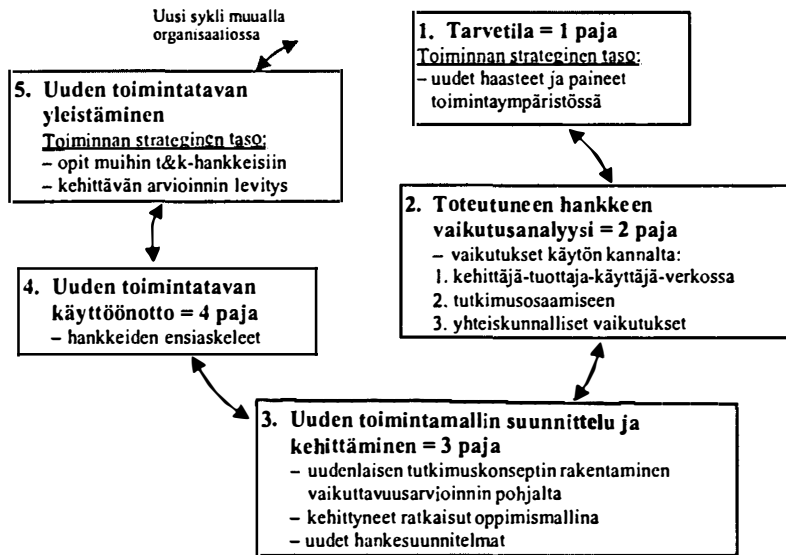 Uusi sykli muualla
organisaatiossa
1. Tarvetila = 1 paja
Toiminnan strateginen taso:
– uudet haasteet ja paineet
toimintaympäristössä
5. Uuden toimintatavan
yleistäminen
Toiminnan strateginen taso:
– opit muihin t&k-hankkeisiin
– kehittävän arvioinnin levitys
2. Toteutuneen hankkeen
vaikutusanalyysi = 2 paja
– vaikutukset käytön kannalta:
1. kehittäjä-tuottaja-käyttäjä-verkossa
2. tutkimusosaamiseen
3. yhteiskunnalliset vaikutukset
4. Uuden toimintatavan
käyttöönotto = 4 paja
– hankkeiden ensiaskeleet
3. Uuden toimintamallin suunnittelu ja
kehittäminen = 3 paja
– uudenlaisen tutkimuskonseptin rakentaminen
vaikuttavuusarvioinnin pohjalta
– kehittyneet ratkaisut oppimismallina
– uudet hankesuunnitelmat